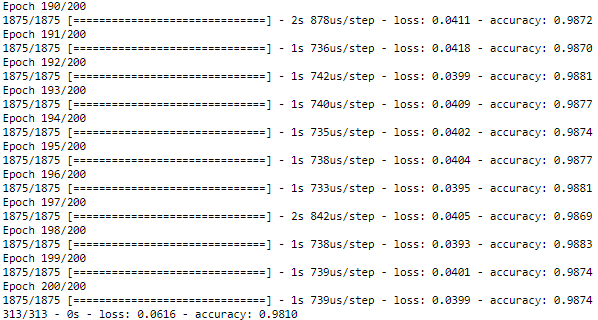 Epoch 190/200
1875/1875 [==============================] - 2s 878us/step - loss: 0.0411 - accuracy: 0.9872
Epoch 191/200
1875/1875 [==============================] - 1s 736us/step - loss: 0.0418 - accuracy: 0.9870
Epoch 192/200
1875/1875 [==============================] - 1s 742us/step - loss: 0.0399 - accuracy: 0.9881
Epoch 193/200
1875/1875 [==============================] - 1s 740us/step - loss: 0.0409 - accuracy: 0.9877
Epoch 194/200
1875/1875 [==============================] - 1s 735us/step - loss: 0.0402 - accuracy: 0.9874
Epoch 195/200
1875/1875 [==============================] - 1s 738us/step - loss: 0.0404 - accuracy: 0.9877
Epoch 196/200
1875/1875 [==============================] - 1s 733us/step - loss: 0.0395 - accuracy: 0.9881
Epoch 197/200
1875/1875 [==============================] - 2s 842us/step - loss: 0.0405 - accuracy: 0.9869
Epoch 198/200
1875/1875 [==============================] - 1s 738us/step - loss: 0.0393 - accuracy: 0.9883
Epoch 199/200
1875/1875 [==============================] - 1s 739us/step - loss: 0.0401 - accuracy: 0.9874
Epoch 200/200
1875/1875 [==============================] - 1s 739us/step - loss: 0.0399 - accuracy: 0.9874
313/313 - 0s - loss: 0.0616 - accuracy: 0.9810